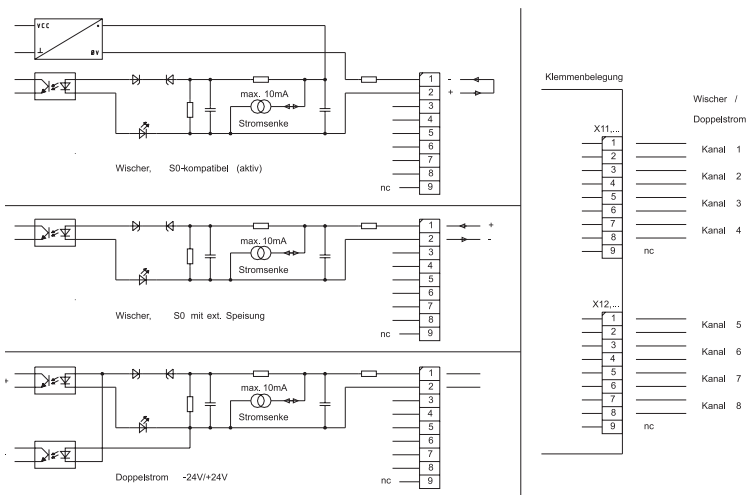 VCC
⊥ 0V
max. 10mA
Stromsenke
1 -
2 +
3
4
5
6
7
8
nc 9
Wischer, S0-kompatibel (aktiv)
max. 10mA
Stromsenke
1 +
2 -
3
4
5
6
7
8
nc 9
Wischer, S0 mit ext. Speisung
+
-
max. 10mA
Stromsenke
1
2
3
4
5
6
7
8
nc 9
Doppelstrom -24V/+24V
Klemmenbelegung
Wischer /
Doppelstrom
X11,...
1
Kanal 1
2
3
Kanal 2
4
5
Kanal 3
6
7
Kanal 4
8
9 nc
X12,...
1
Kanal 5
2
3
Kanal 6
4
5
Kanal 7
6
7
Kanal 8
8
9 nc